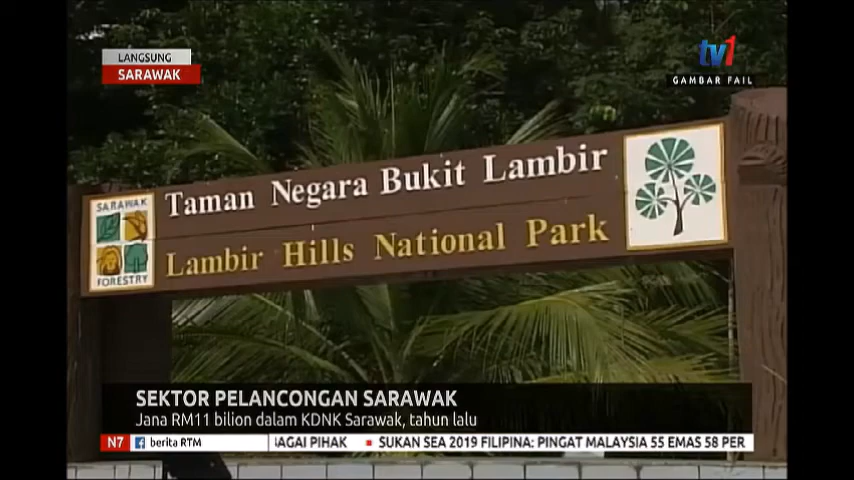 LANGSUNG
SARAWAK
tv1
GAMBAR FAIL
SARAWAK
FORESTRY
Taman Negara Bukit Lambir
Lambir Hills National Park
SEKTOR PELANCONGAN SARAWAK
Jana RM11 bilion dalam KDNK Sarawak, tahun lalu
N7 f berita RTM AGAI PIHAK ▪ SUKAN SEA 2019 FILIPINA: PINGAT MALAYSIA 55 EMAS 58 PER